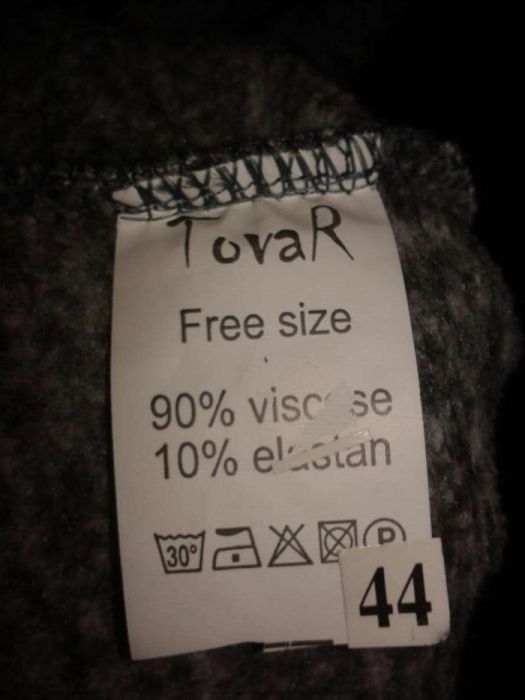 TovaR
Free size
90% viscose
10% elastan
30°
P
44